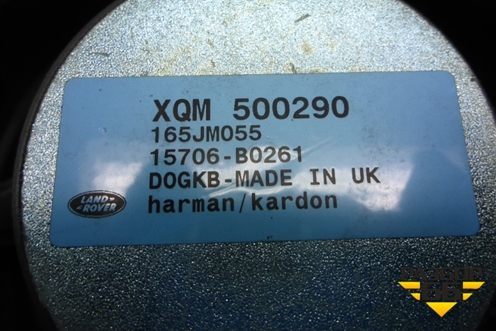 XQM 500290
165JM055
15706-B0261
DOGKB-MADE IN UK
LAND-
ROVER
harman/kardon